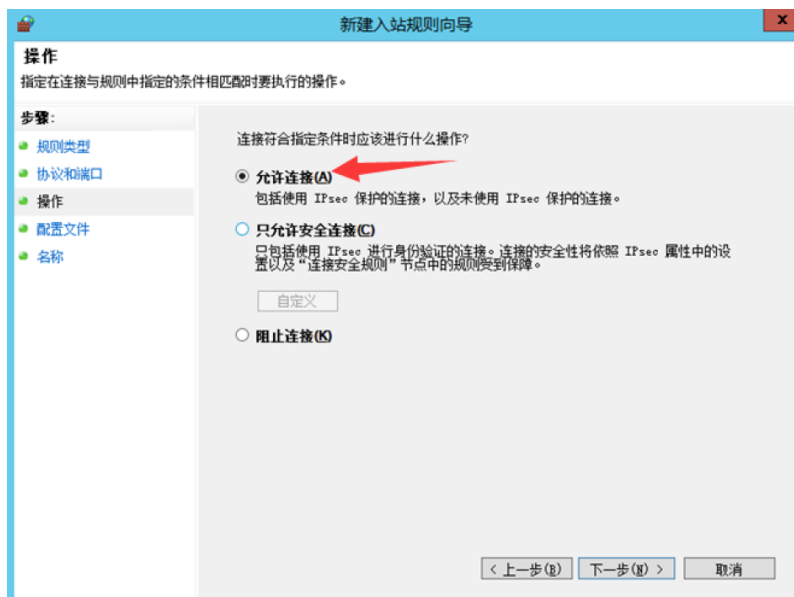 新建入站规则向导
x
操作
指定在连接与规则中指定的条件相匹配时要执行的操作。
步骤:
规则类型
协议和端口
操作
配置文件
名称
连接符合指定条件时应该进行什么操作?
允许连接(A)
包括使用 IPsec 保护的连接，以及未使用 IPsec 保护的连接。
只允许安全连接(C)
只包括使用 IPsec 进行身份验证的连接。连接的安全性将依照 IPsec 属性中的设
置以及“连接安全规则”节点中的规则受到保障。
自定义
阻止连接(K)
< 上一步(B) 下一步(N) > 取消